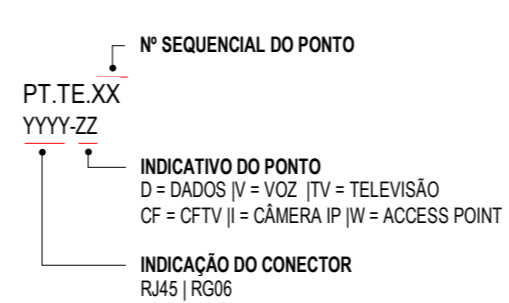 Nº SEQUENCIAL DO PONTO
PT.TE.XX
YYYY-ZZ
INDICATIVO DO PONTO
D = DADOS |V = VOZ |TV = TELEVISÃO
CF = CFTV |I = CÂMERA IP |W = ACCESS POINT
INDICAÇÃO DO CONECTOR
RJ45 | RG06